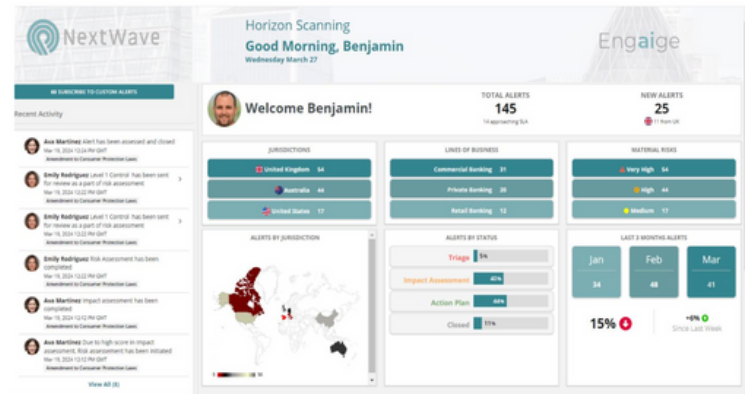 NextWave
Horizon Scanning
Good Morning, Benjamin
Wednesday March 27
Engaige
SUBSCRIBE TO CUSTOM ALERTS
Recent Activity
Ava Martinez Alert has been assessed and closed
Mar 19, 2024 12:24 PM GMT
Amendment to Consumer Protection Laws
Emily Rodriguez Level 1 Control has been sent
for review as a part of risk assessment
Mar 19, 2024 12:22 PM GMT
Amendment to Consumer Protection Laws
Emily Rodriguez Level 1 Control has been sent
for review as a part of risk assessment
Mar 19, 2024 12:22 PM GMT
Amendment to Consumer Protection Laws
Emily Rodriguez Risk Assessment has been
completed
Mar 19, 2024 12:22 PM GMT
Amendment to Consumer Protection Laws
Ava Martinez Impact assessment has been
completed
Mar 19, 2024 12:12 PM GMT
Amendment to Consumer Protection Laws
Ava Martinez Due to high score in impact
assessment, Risk assessment has been initiated
Mar 19, 2024 12:12 PM GMT
Amendment to Consumer Protection Laws
View All (8)
Welcome Benjamin!
TOTAL ALERTS
145
14 approaching SLA
NEW ALERTS
25
11 from UK
JURISDICTIONS
United Kingdom 54
Australia 44
United States 17
LINES OF BUSINESS
Commercial Banking 31
Private Banking 20
Retail Banking 12
MATERIAL RISKS
Very High 54
High 44
Medium 17
ALERTS BY JURISDICTION
ALERTS BY STATUS
Triage 5%
Impact Assessment 40%
Action Plan 44%
Closed 11%
LAST 3 MONTHS ALERTS
Jan
34
Feb
48
Mar
41
15%
+6%
Since Last Week